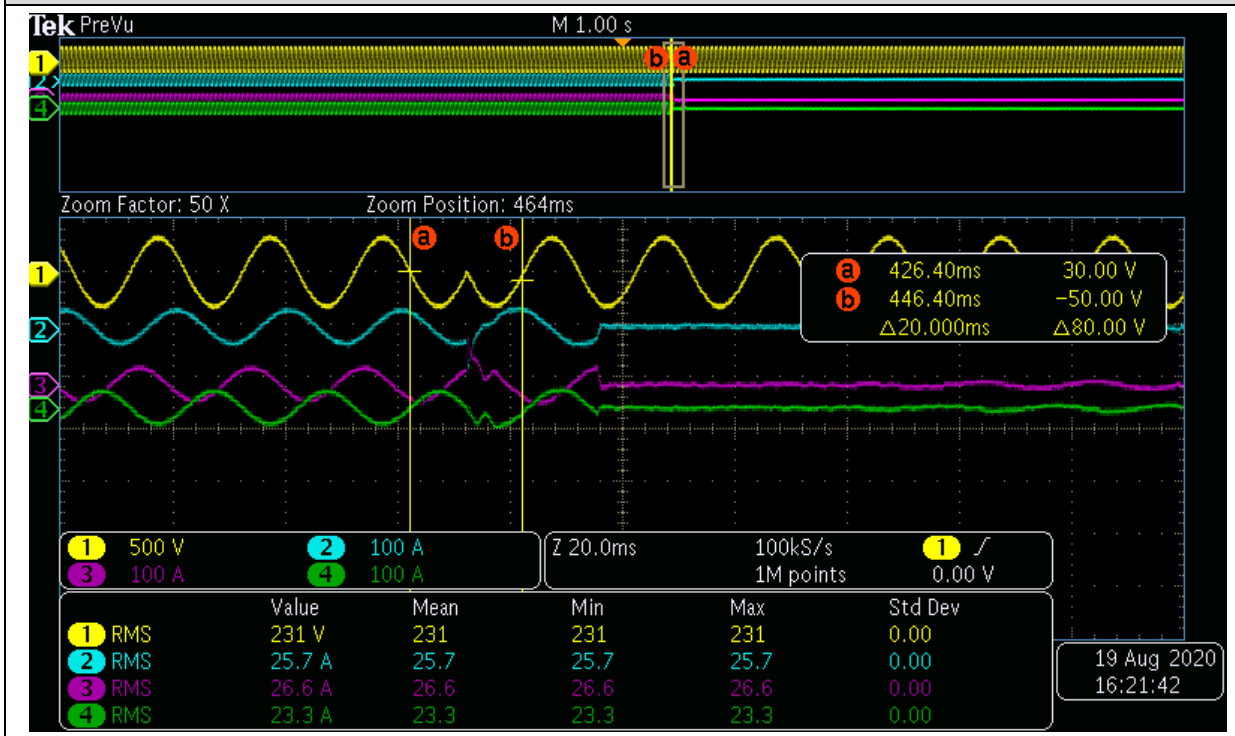 Tek PreVu M 1.00 s
b a
1
2
4
Zoom Factor: 50 X Zoom Position: 464ms
a b
1
a 426.40ms 30.00 V
b 446.40ms −50.00 V
△20.000ms △80.00 V
2
3
4
1 500 V 2 100 A Z 20.0ms 100kS/s 1
3 100 A 4 100 A 1M points 0.00 V
Value Mean Min Max Std Dev
1 RMS 231 V 231 231 231 0.00
2 RMS 25.7 A 25.7 25.7 25.7 0.00
3 RMS 26.6 A 26.6 26.6 26.6 0.00
4 RMS 23.3 A 23.3 23.3 23.3 0.00
19 Aug 2020
16:21:42